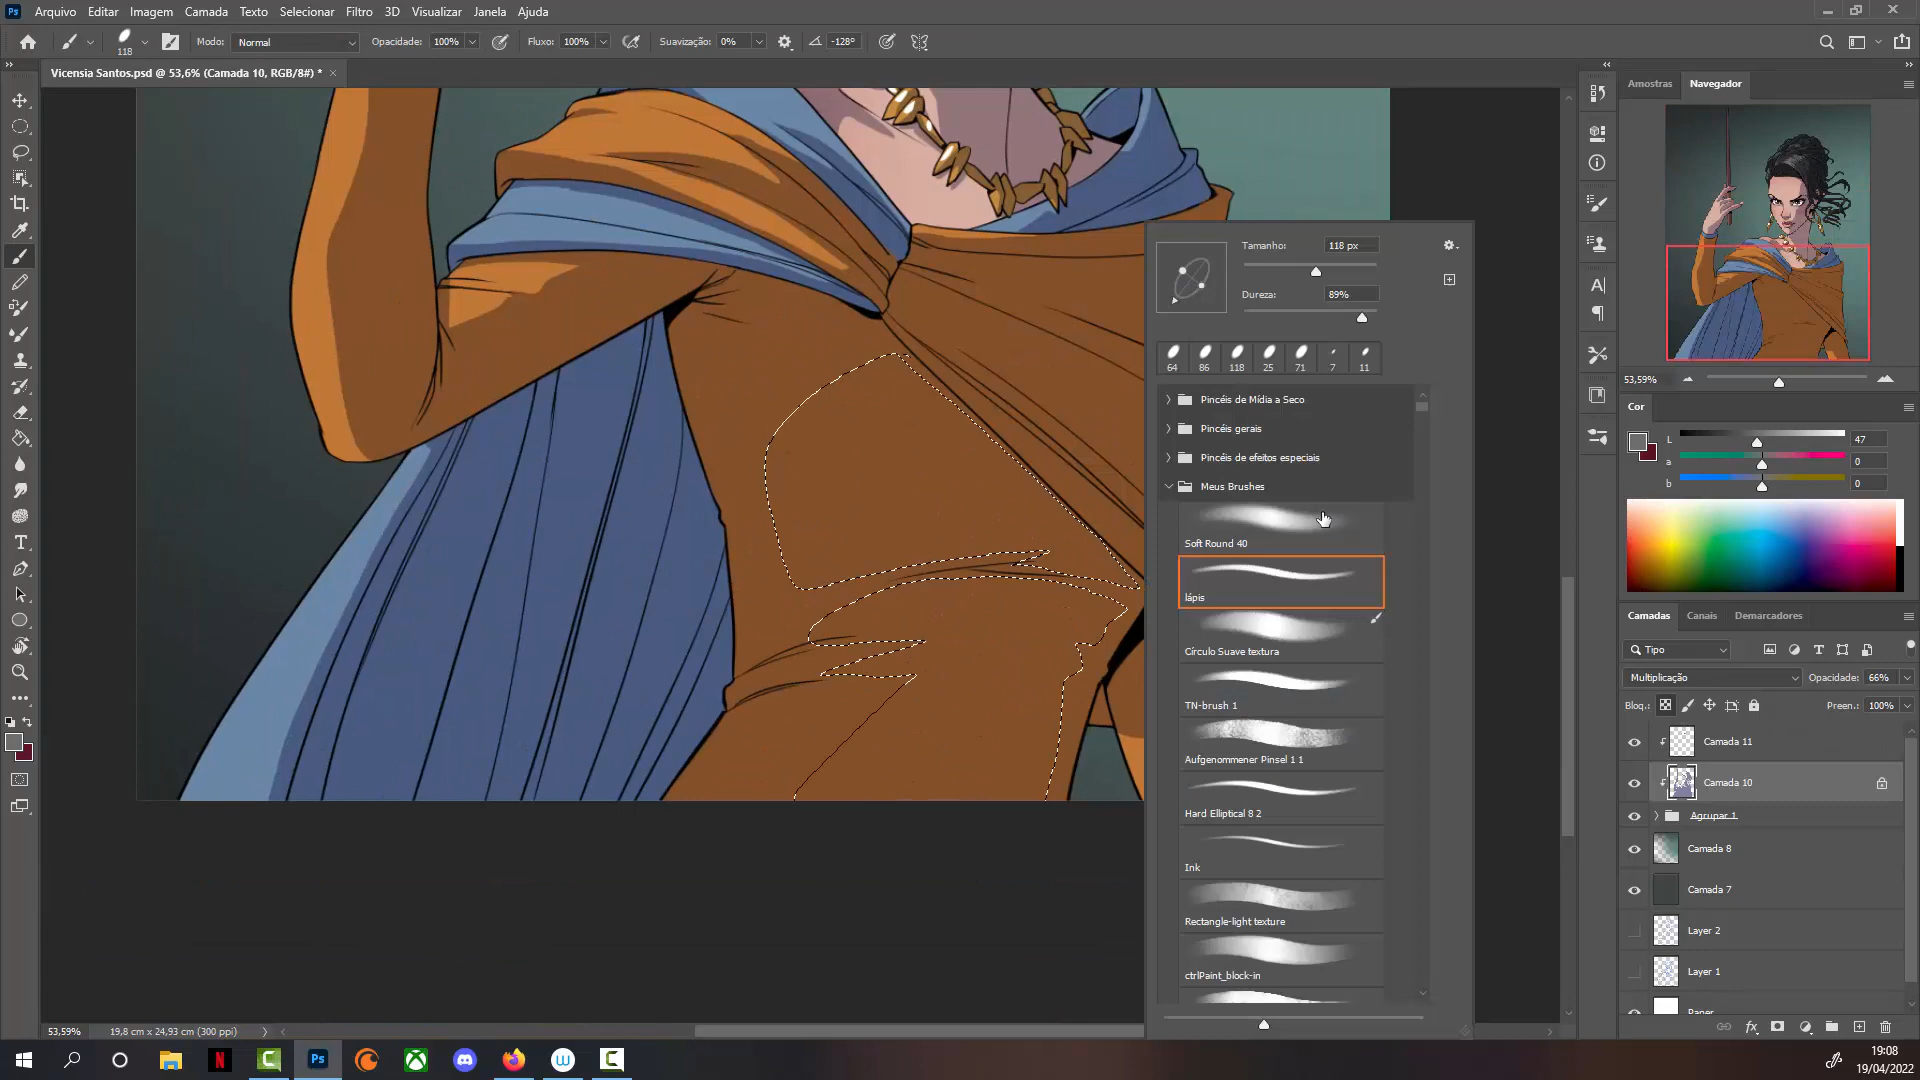 Arquivo Editar Imagem Camada Texto Selecionar Filtro 3D Visualizar Janela Ajuda
118 Modo: Normal Opacidade: 100% Fluxo: 100% Suavização: 0% -128°
Vicensia Santos.psd @ 53,6% (Camada 10, RGB/8#) * ×
Amostras Navegador
53,59%
Cor
L 47
a 0
b 0
Tamanho: 118 px
Dureza: 89%
64 86 118 25 71 7 11
Pincéis de Mídia a Seco
Pincéis gerais
Pincéis de efeitos especiais
Meus Brushes
Soft Round 40
lápis
Círculo Suave textura
TN-brush 1
Aufgenommener Pinsel 1 1
Hard Elliptical 8 2
Ink
Rectangle-light texture
ctrlPaint_block-in
Camadas Canais Demarcadores
Tipo
Multiplicação Opacidade: 66%
Bloq.: Preen.: 100%
Camada 11
Camada 10
Agrupar 1
Camada 8
Camada 7
Layer 2
Layer 1
Paper
53,59% 19,8 cm x 24,93 cm (300 ppi)
19:08
19/04/2022